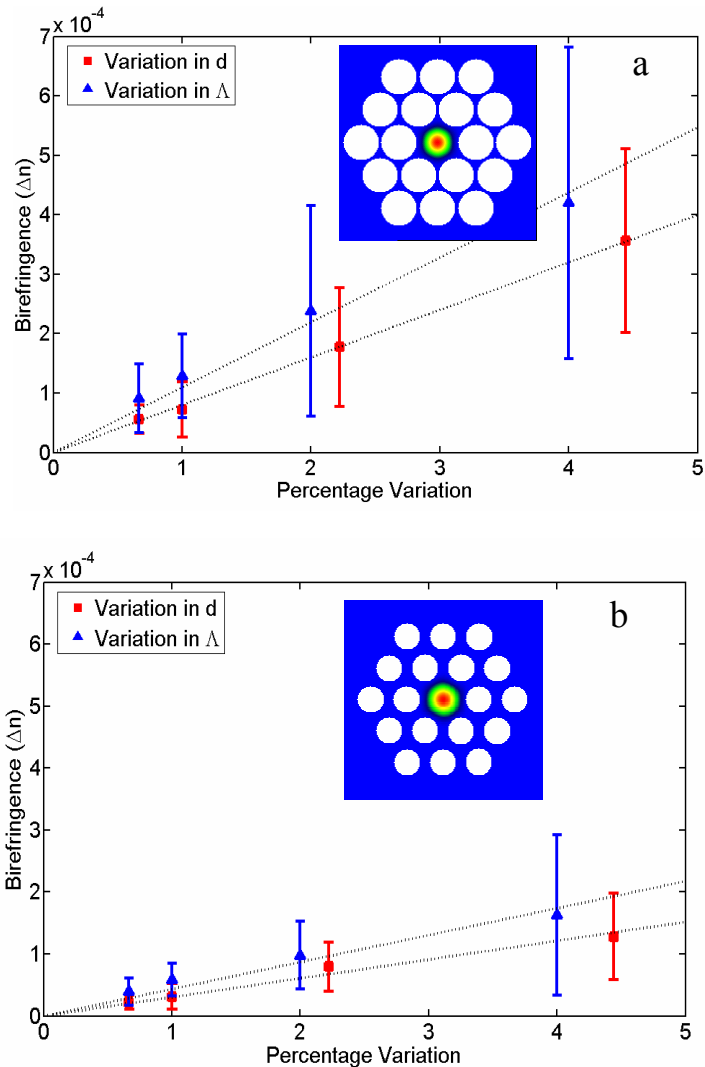 7 x 10⁻⁴
a
Variation in d
Variation in Λ
6
5
4
3
2
1
0
Birefringence (Δn)
0 1 2 3 4 5
Percentage Variation
7 x 10⁻⁴
b
Variation in d
Variation in Λ
6
5
4
3
2
1
0
Birefringence (Δn)
0 1 2 3 4 5
Percentage Variation